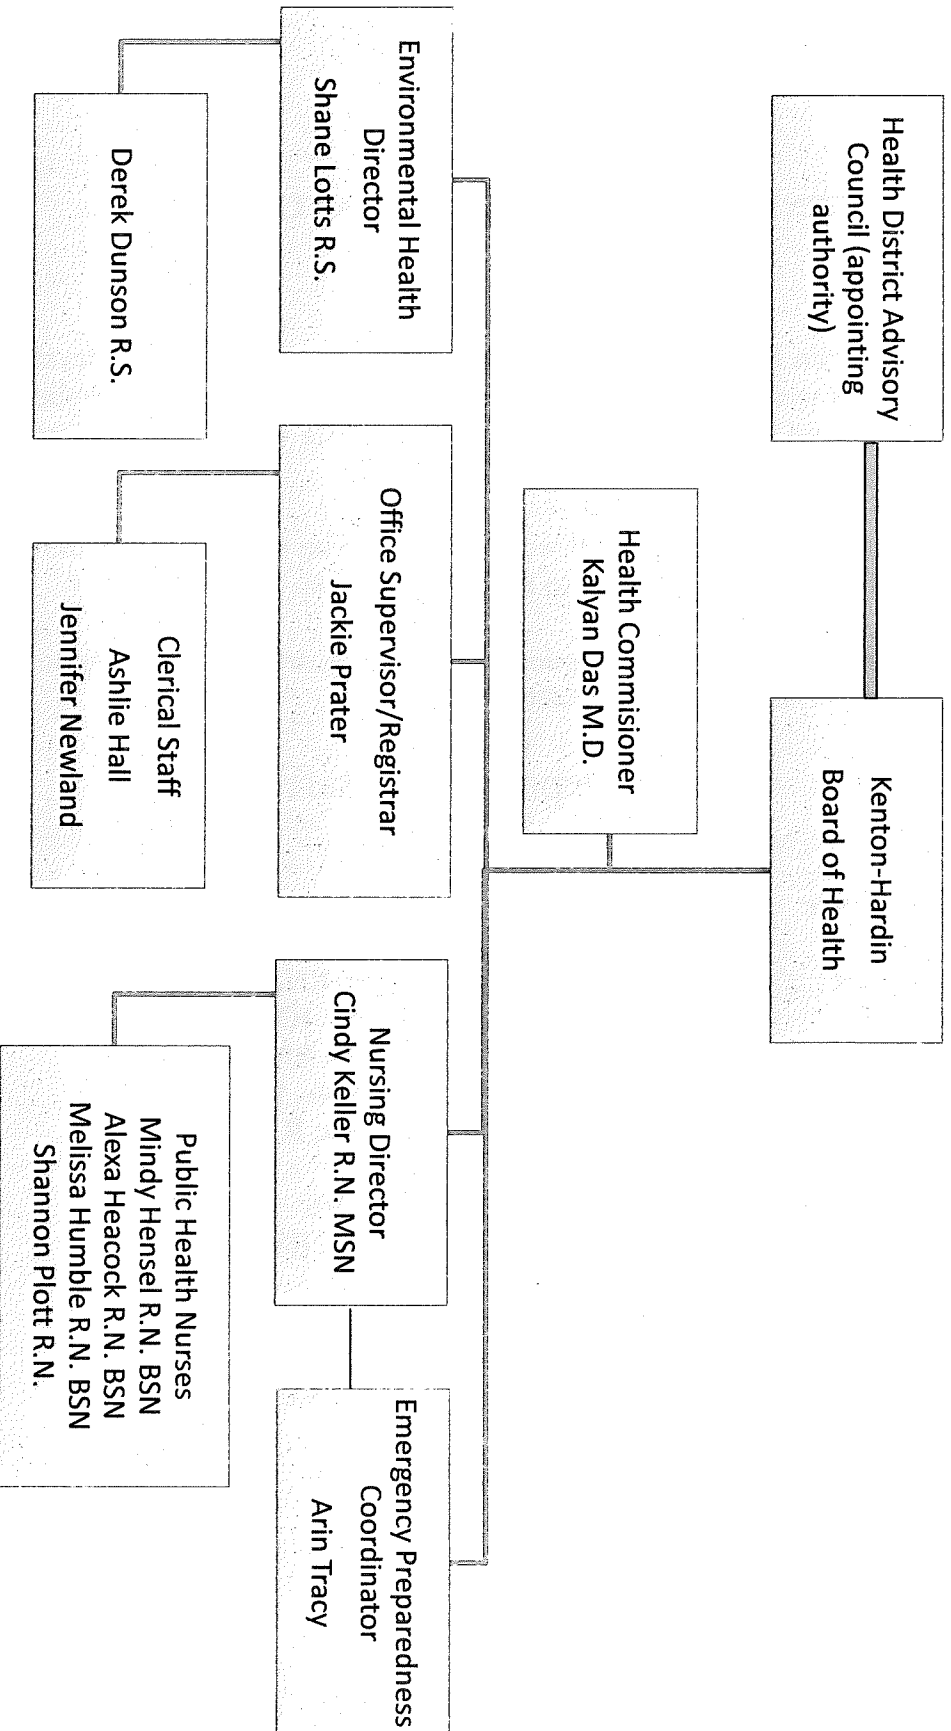 Health District Advisory
Council (appointing
authority)
Kenton-Hardin
Board of Health
Health Commisioner
Kalyan Das M.D.
Environmental Health
Director
Shane Lotts R.S.
Office Supervisor/Registrar
Jackie Prater
Nursing Director
Cindy Keller R.N. MSN
Emergency Preparedness
Coordinator
Arin Tracy
Derek Dunson R.S.
Clerical Staff
Ashlie Hall
Jennifer Newland
Public Health Nurses
Mindy Hensel R.N. BSN
Alexa Heacock R.N. BSN
Melissa Humble R.N. BSN
Shannon Plott R.N.